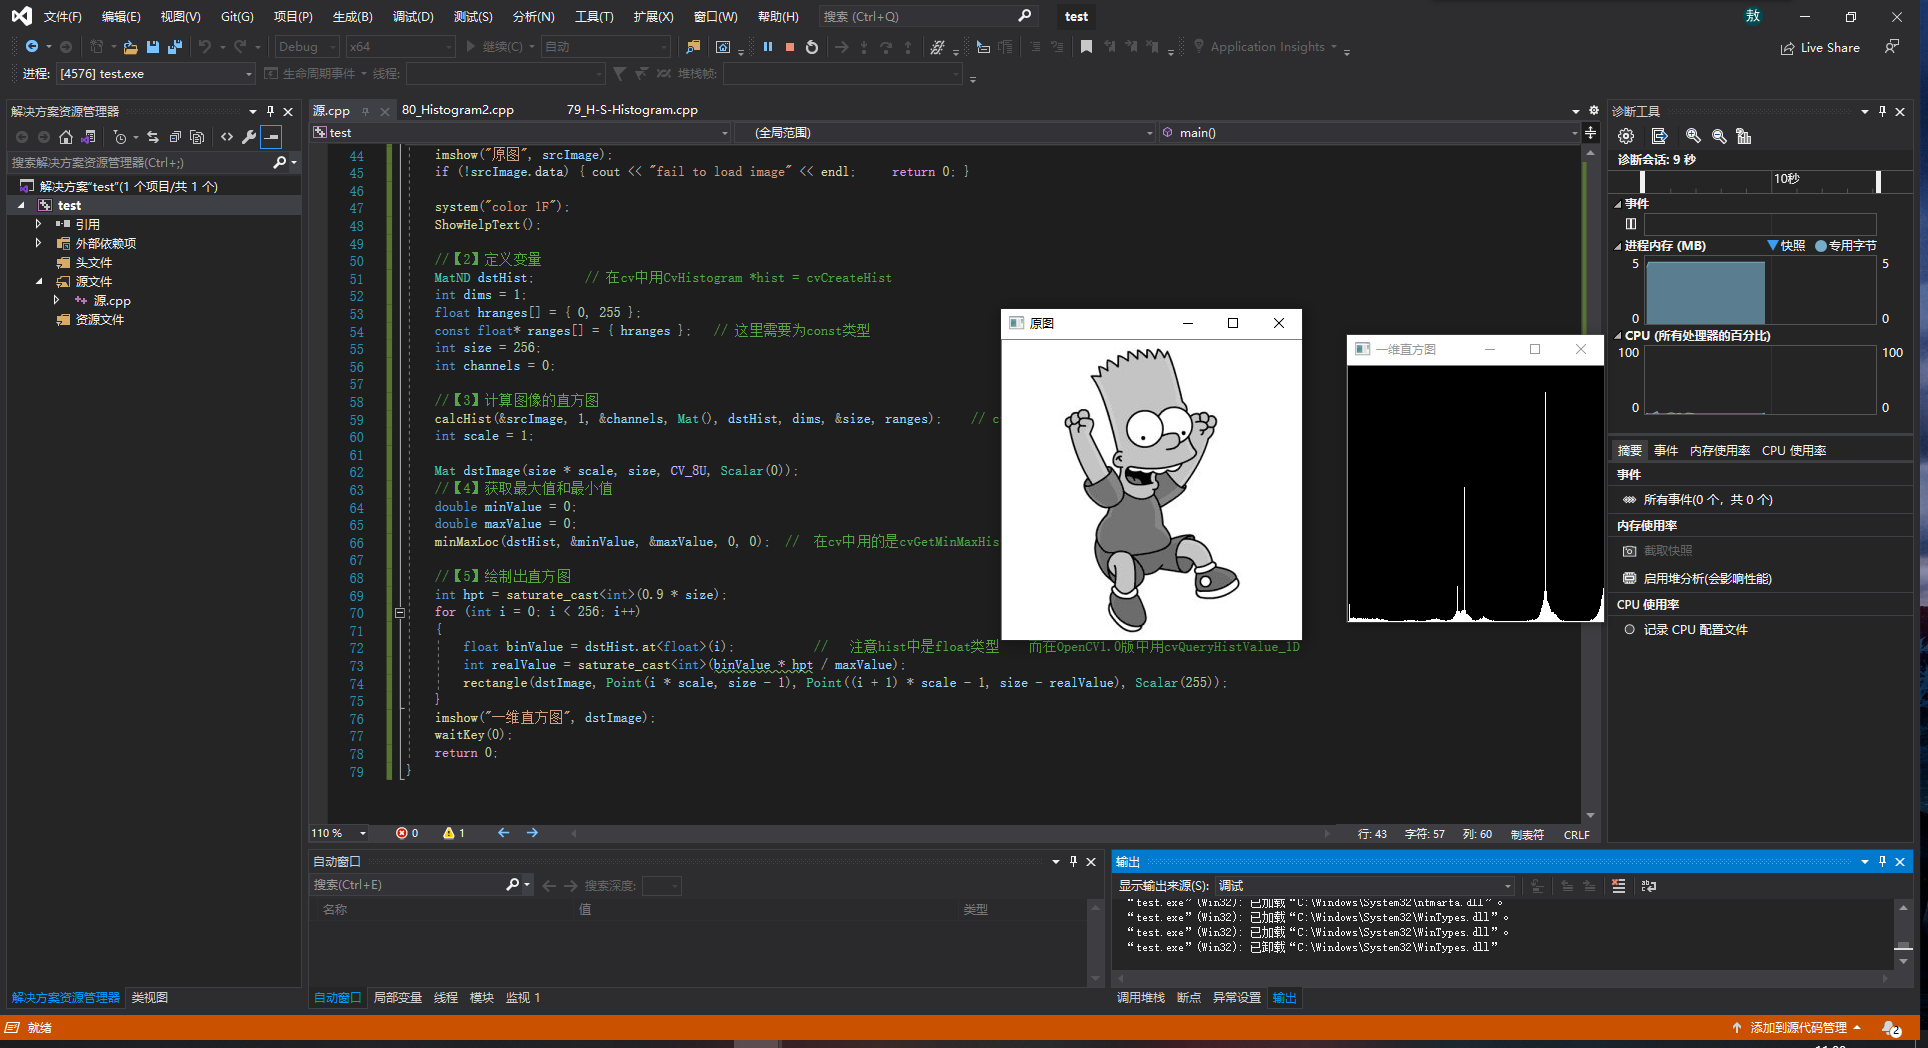 文件(F) 编辑(E) 视图(V) Git(G) 项目(P) 生成(B) 调试(D) 测试(S) 分析(N) 工具(T) 扩展(X) 窗口(W) 帮助(H) 搜索 (Ctrl+Q) test 敖
Debug x64 继续(C) 自动 Application Insights Live Share
进程: [4576] test.exe 生命周期事件 线程: 堆栈帧:
解决方案资源管理器
搜索解决方案资源管理器(Ctrl+;)
解决方案"test"(1 个项目/共 1 个)
test
引用
外部依赖项
头文件
源文件
源.cpp
资源文件
解决方案资源管理器 类视图
源.cpp 80_Histogram2.cpp 79_H-S-Histogram.cpp
test (全局范围) main()
44 imshow("原图", srcImage);
45 if (!srcImage.data) { cout << "fail to load image" << endl; return 0; }
46
47 system("color 1F");
48 ShowHelpText();
49
50 //【2】定义变量
51 MatND dstHist; // 在cv中用CvHistogram *hist = cvCreateHist
52 int dims = 1;
53 float hranges[] = { 0, 255 };
54 const float* ranges[] = { hranges }; // 这里需要为const类型
55 int size = 256;
56 int channels = 0;
57
58 //【3】计算图像的直方图
59 calcHist(&srcImage, 1, &channels, Mat(), dstHist, dims, &size, ranges); // c
60 int scale = 1;
61
62 Mat dstImage(size * scale, size, CV_8U, Scalar(0));
63 //【4】获取最大值和最小值
64 double minValue = 0;
65 double maxValue = 0;
66 minMaxLoc(dstHist, &minValue, &maxValue, 0, 0); // 在cv中用的是cvGetMinMaxHis
67
68 //【5】绘制出直方图
69 int hpt = saturate_cast<int>(0.9 * size);
70 for (int i = 0; i < 256; i++)
71 {
72 float binValue = dstHist.at<float>(i); // 注意hist中是float类型 而在OpenCV1.0版中用cvQueryHistValue_1D
73 int realValue = saturate_cast<int>(binValue * hpt / maxValue);
74 rectangle(dstImage, Point(i * scale, size - 1), Point((i + 1) * scale - 1, size - realValue), Scalar(255));
75 }
76 imshow("一维直方图", dstImage);
77 waitKey(0);
78 return 0;
79 }
原图
一维直方图
110 % 0 1 行: 43 字符: 57 列: 60 制表符 CRLF
诊断工具
诊断会话: 9 秒
10秒
事件
进程内存 (MB) 快照 专用字节
5 5
0 0
CPU (所有处理器的百分比)
100 100
0 0
摘要 事件 内存使用率 CPU 使用率
事件
所有事件(0 个，共 0 个)
内存使用率
截取快照
启用堆分析(会影响性能)
CPU 使用率
记录 CPU 配置文件
自动窗口
搜索(Ctrl+E) 搜索深度:
名称 值 类型
自动窗口 局部变量 线程 模块 监视 1
输出
显示输出来源(S): 调试
“test.exe”(Win32): 已加载“C:\Windows\System32\ntmarta.dll”。
“test.exe”(Win32): 已加载“C:\Windows\System32\WinTypes.dll”。
“test.exe”(Win32): 已加载“C:\Windows\System32\WinTypes.dll”。
“test.exe”(Win32): 已卸载“C:\Windows\System32\WinTypes.dll”
调用堆栈 断点 异常设置 输出
就绪 添加到源代码管理 2